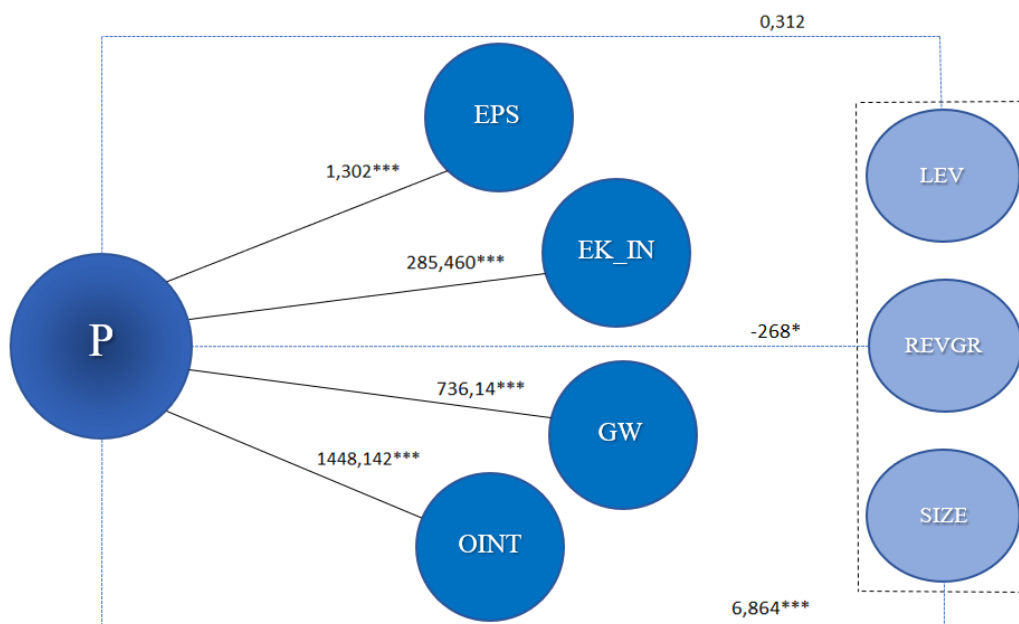 0,312
EPS
LEV
1,302***
EK_IN
285,460***
P
-268*
REVGR
736,14***
GW
1448,142***
SIZE
OINT
6,864***